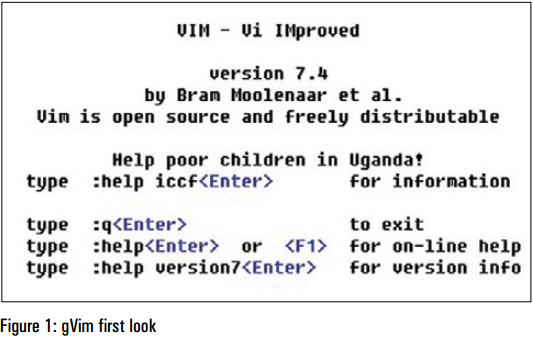 VIM - Vi IMproved
version 7.4
by Bram Moolenaar et al.
Vim is open source and freely distributable
Help poor children in Uganda!
type :help iccf<Enter> for information
type :q<Enter> to exit
type :help<Enter> or <F1> for on-line help
type :help version7<Enter> for version info
Figure 1: gVim first look